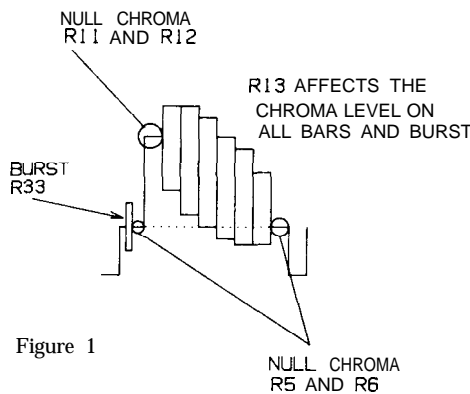 NULL CHROMA
R11 AND R12
R13 AFFECTS THE
CHROMA LEVEL ON
ALL BARS AND BURST
BURST
R33
Figure 1
NULL CHROMA
R5 AND R6